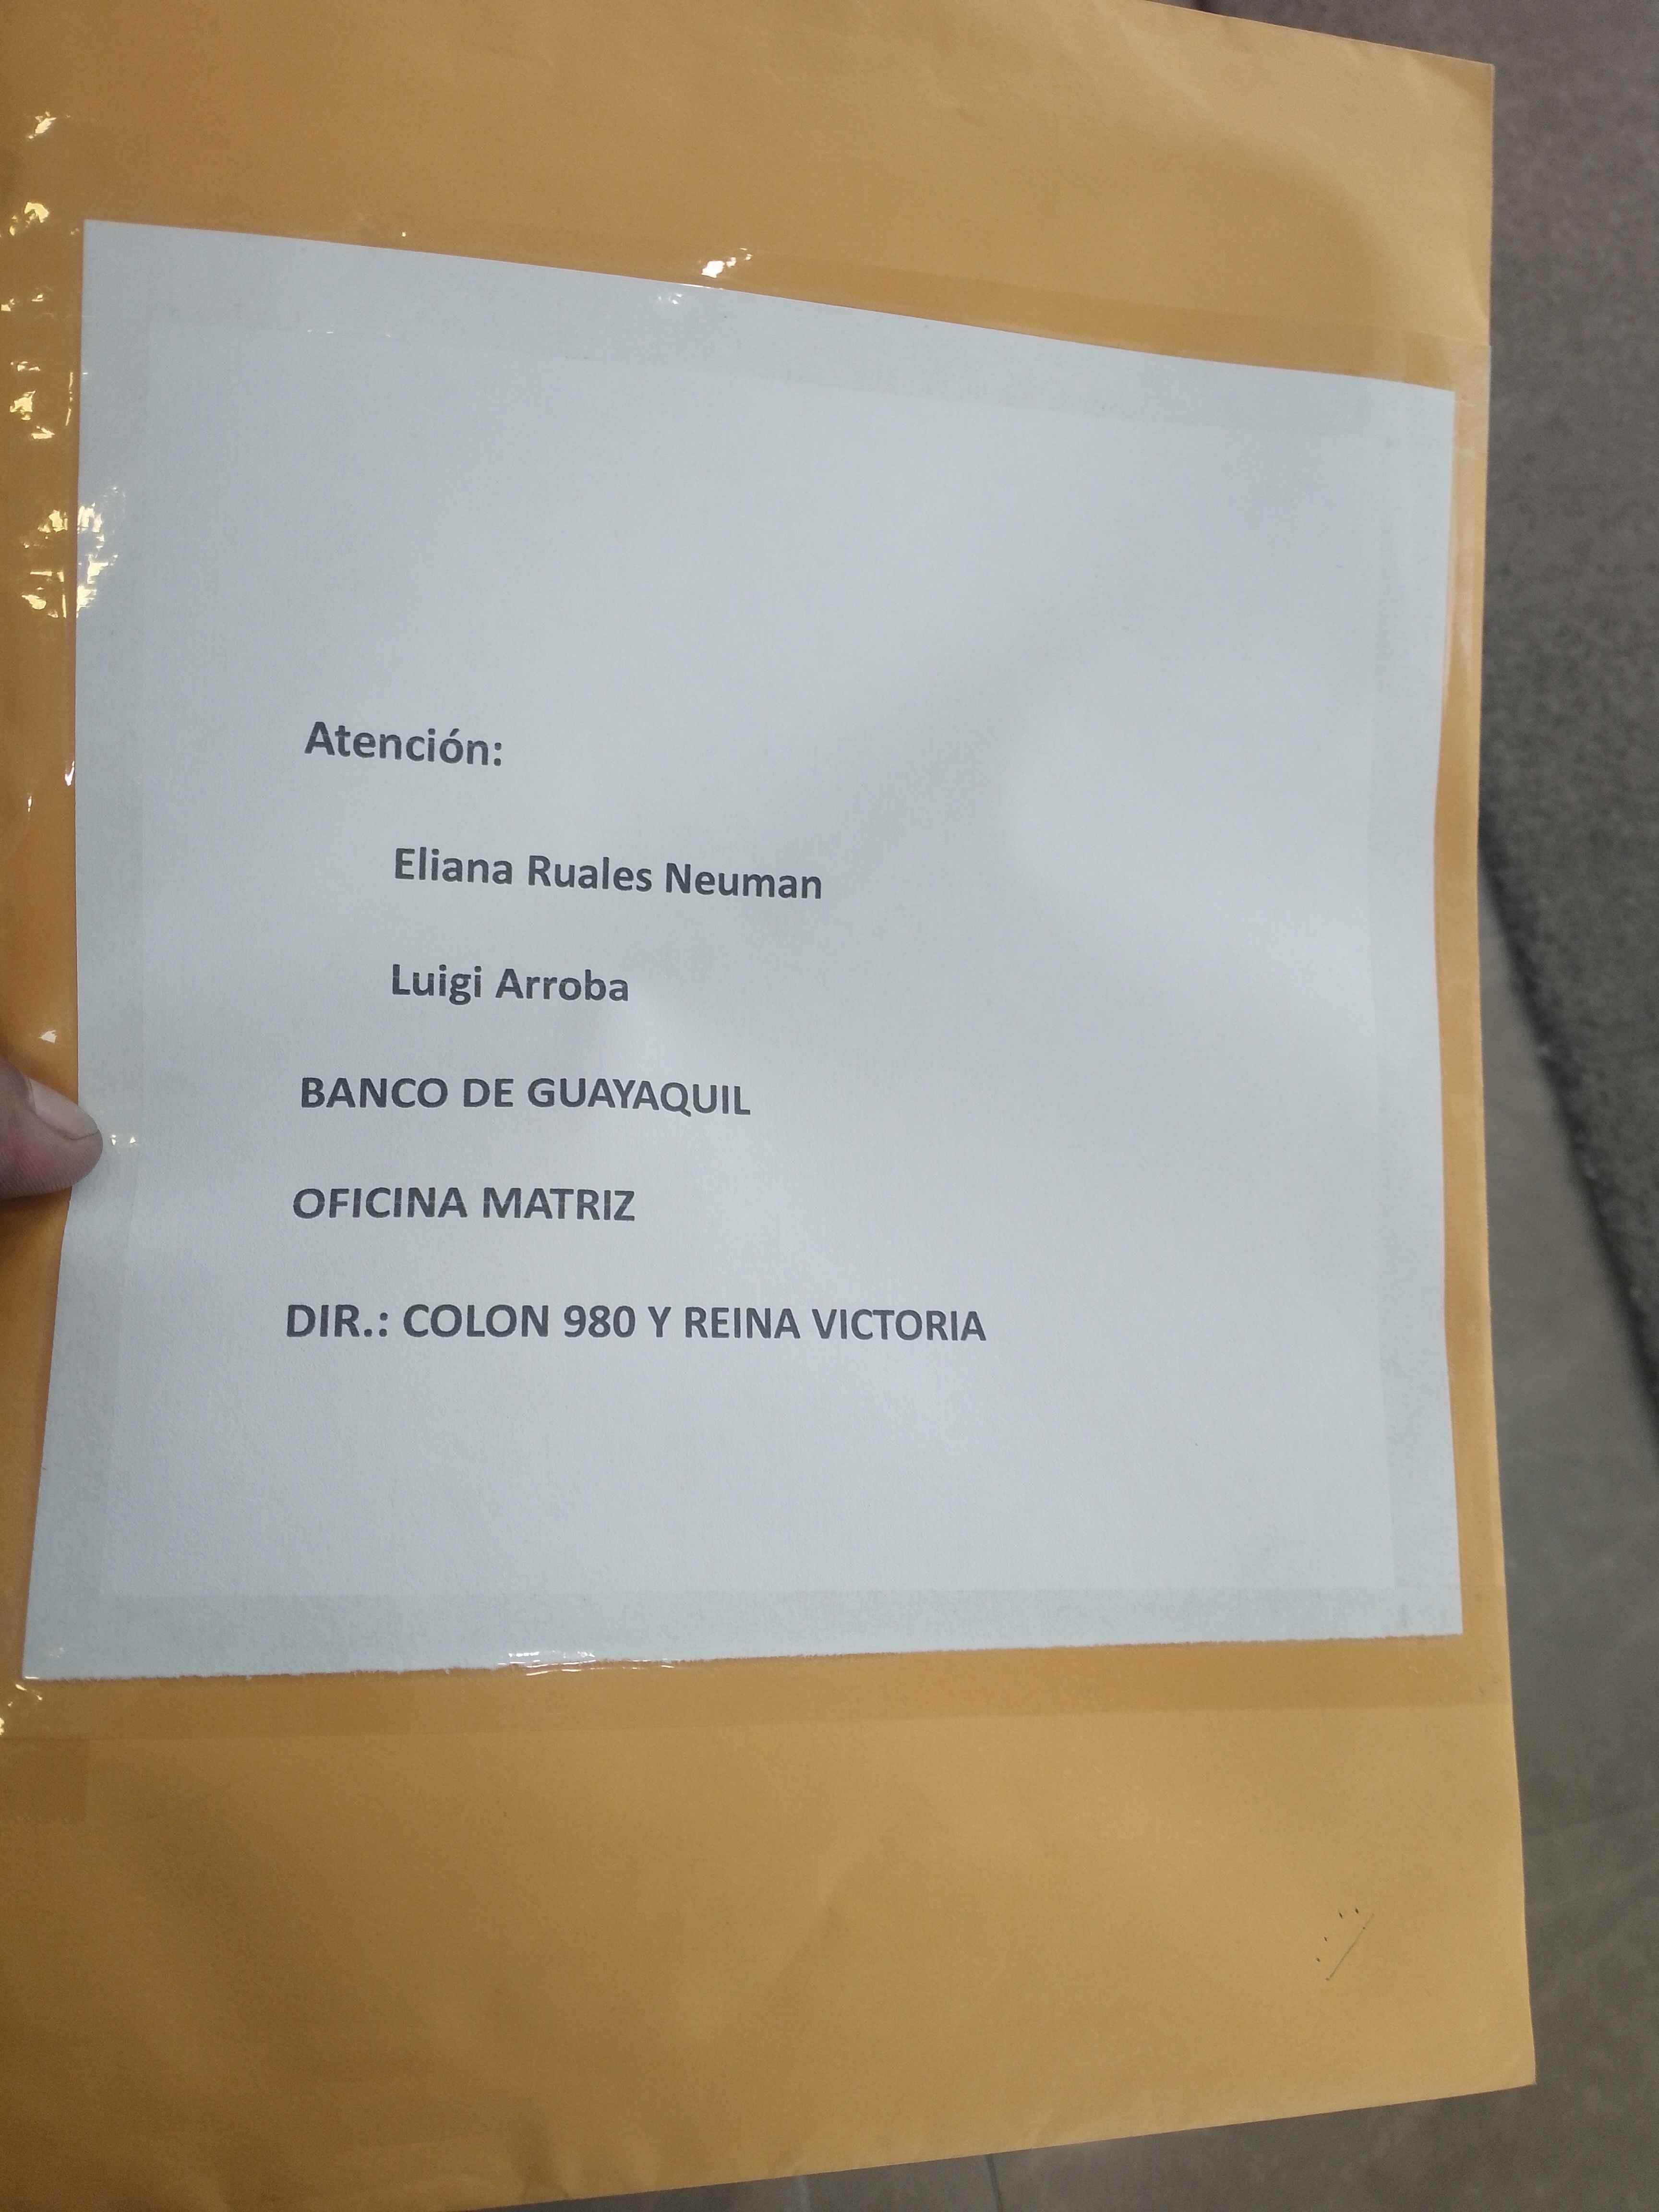 Atención:
Eliana Ruales Neuman
Luigi Arroba
BANCO DE GUAYAQUIL
OFICINA MATRIZ
DIR.: COLON 980 Y REINA VICTORIA